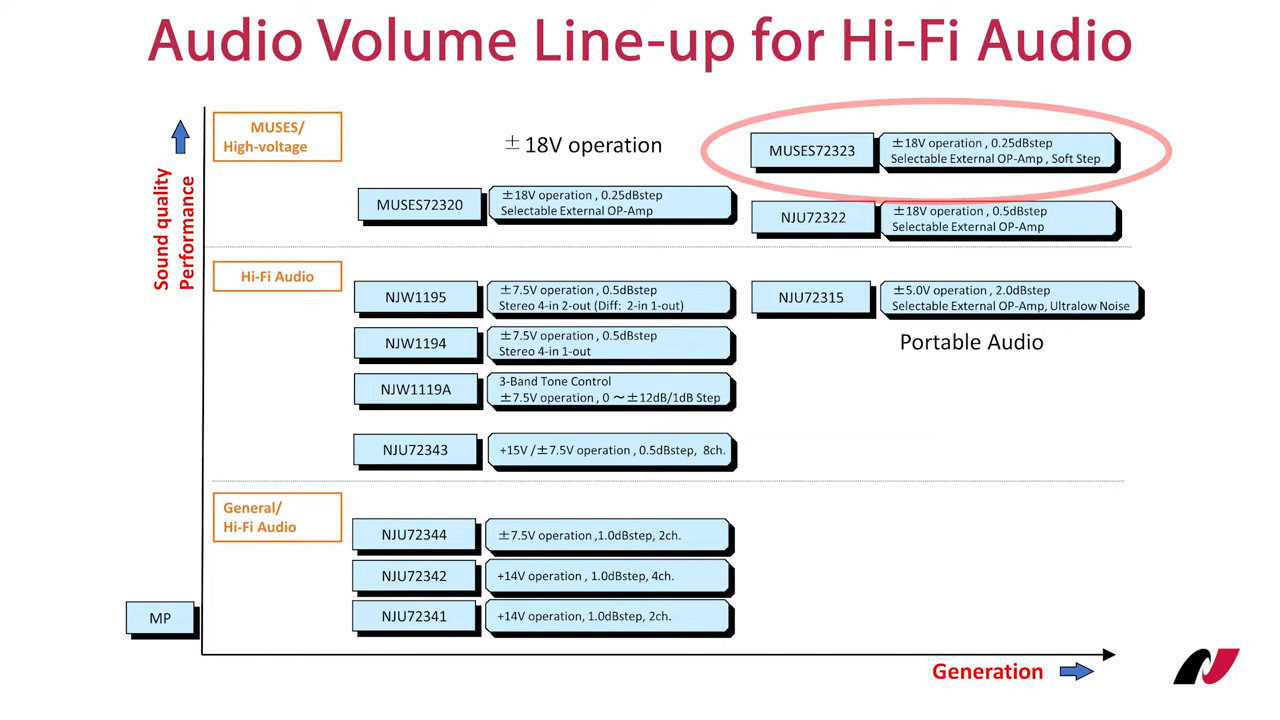 Audio Volume Line-up for Hi-Fi Audio
Sound quality
Performance
MUSES/
High-voltage
±18V operation
MUSES72323
±18V operation , 0.25dBstep
Selectable External OP-Amp , Soft Step
MUSES72320
±18V operation , 0.25dBstep
Selectable External OP-Amp
NJU72322
±18V operation , 0.5dBstep
Selectable External OP-Amp
Hi-Fi Audio
NJW1195
±7.5V operation , 0.5dBstep
Stereo 4-in 2-out (Diff: 2-in 1-out)
NJU72315
±5.0V operation , 2.0dBstep
Selectable External OP-Amp, Ultralow Noise
Portable Audio
NJW1194
±7.5V operation , 0.5dBstep
Stereo 4-in 1-out
NJW1119A
3-Band Tone Control
±7.5V operation , 0 ～ ±12dB/1dB Step
NJU72343
+15V /±7.5V operation , 0.5dBstep, 8ch.
General/
Hi-Fi Audio
NJU72344
±7.5V operation ,1.0dBstep, 2ch.
NJU72342
+14V operation , 1.0dBstep, 4ch.
NJU72341
+14V operation, 1.0dBstep, 2ch.
MP
Generation